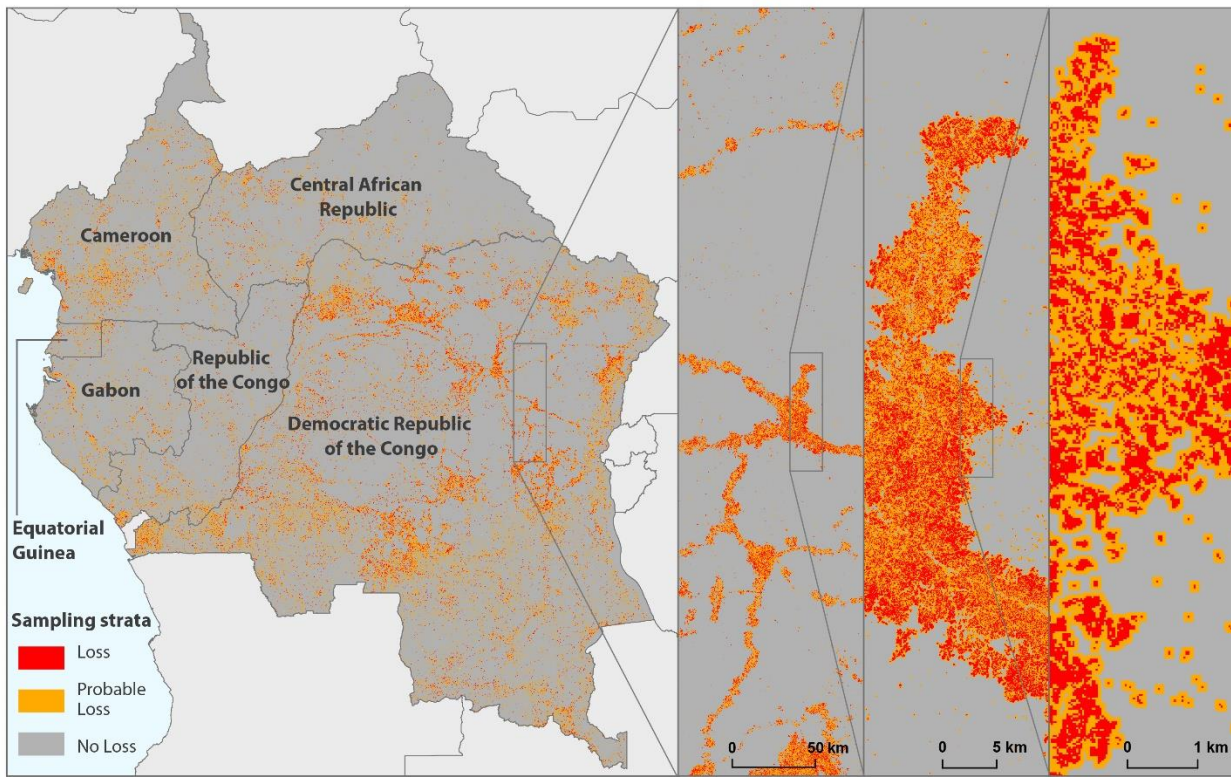 Central African
Republic
Cameroon
Republic
of the Congo
Gabon
Democratic Republic
of the Congo
Equatorial
Guinea
Sampling strata
Loss
Probable
Loss
No Loss
0 50 km
0 5 km
0 1 km